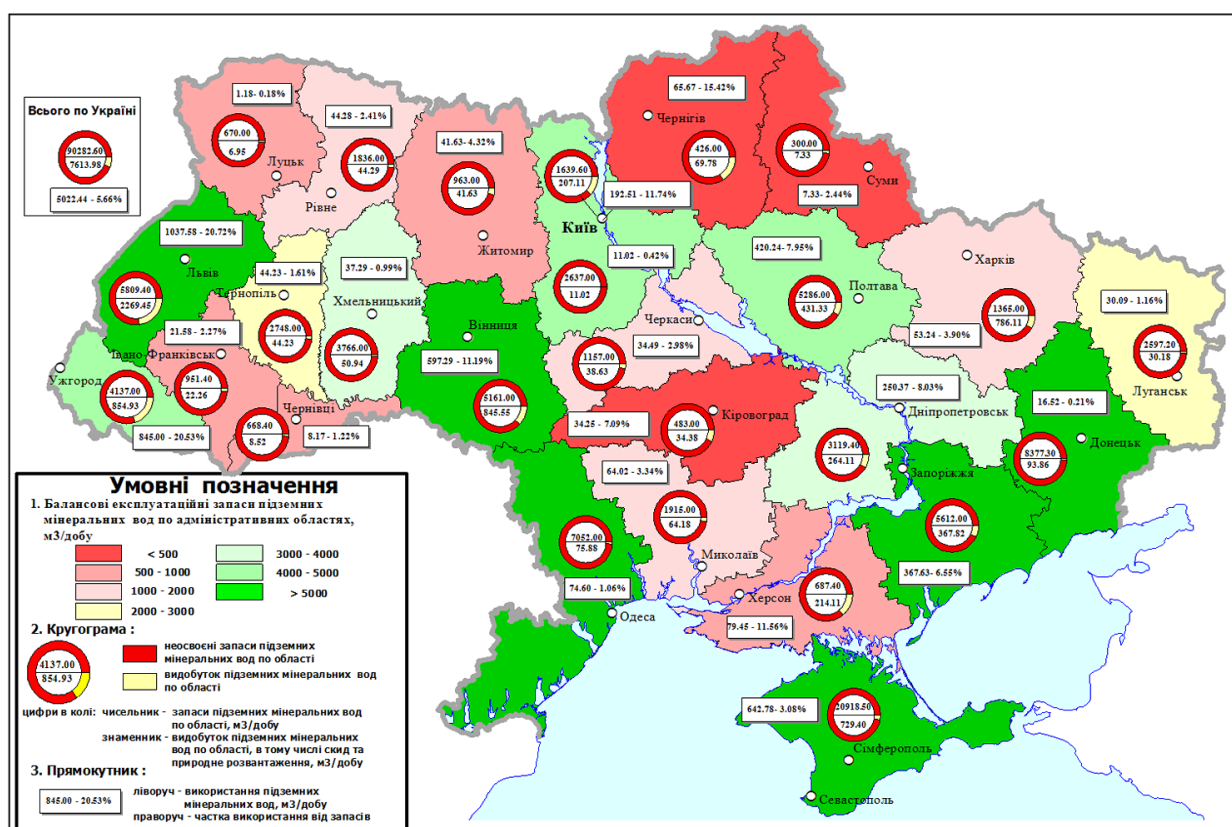 Всього по Україні
90282.60
7613.98
5022.44 - 5.66%
1.18- 0.18%
670.00
6.95
Луцьк
44.28 - 2.41%
1836.00
44.29
Рівне
41.63- 4.32%
963.00
41.63
Житомир
1639.60
207.11
192.51 - 11.74%
Київ
65.67 - 15.42%
Чернігів
426.00
69.78
300.00
7.33
Суми
7.33- 2.44%
1037.58 - 20.72%
Львів
5809.40
2269.45
44.23 - 1.61%
Тернопіль
2748.00
44.23
37.29 - 0.99%
Хмельницький
3766.00
50.94
Вінниця
597.29 - 11.19%
5161.00
845.55
11.02 - 0.42%
2637.00
11.02
Черкаси
34.49 - 2.98%
1157.00
38.63
420.24- 7.95%
Полтава
5286.00
431.33
Харків
1365.00
786.11
53.24 - 3.90%
30.09 - 1.16%
2597.20
30.18
Луганськ
21.58 - 2.27%
Івано-Франківськ
951.40
22.26
Ужгород
4137.00
854.93
845.00 - 20.53%
Чернівці
668.40
8.52
8.17 - 1.22%
Кіровоград
483.00
34.38
34.25 - 7.09%
250.37 - 8.03%
Дніпропетровськ
3119.40
264.11
16.52 - 0.21%
Донецьк
8377.30
93.86
Запоріжжя
5612.00
367.82
367.63- 6.55%
64.02 - 3.34%
1915.00
64.18
Миколаїв
7052.00
75.88
74.60 - 1.06%
Одеса
Херсон
687.40
214.11
79.45 - 11.56%
642.78- 3.08%
20918.50
729.40
Сімферополь
Севастополь
Умовні позначення
1. Балансові експлуатаційні запаси підземних
мінеральних вод по адміністративних областях,
м3/добу
< 500
500 - 1000
1000 - 2000
2000 - 3000
3000 - 4000
4000 - 5000
> 5000
2. Кругограма :
4137.00
854.93
неосвоєні запаси підземних
мінеральних вод по області
видобуток підземних мінеральних вод
по області
цифри в колі: чисельник - запаси підземних мінеральних вод
по області, м3/добу
знаменник - видобуток підземних мінеральних
вод по області, в тому числі скид та
природне розвантаження, м3/добу
3. Прямокутник :
845.00 - 20.53%
ліворуч - використання підземних
мінеральних вод, м3/добу
праворуч - частка використання від запасів